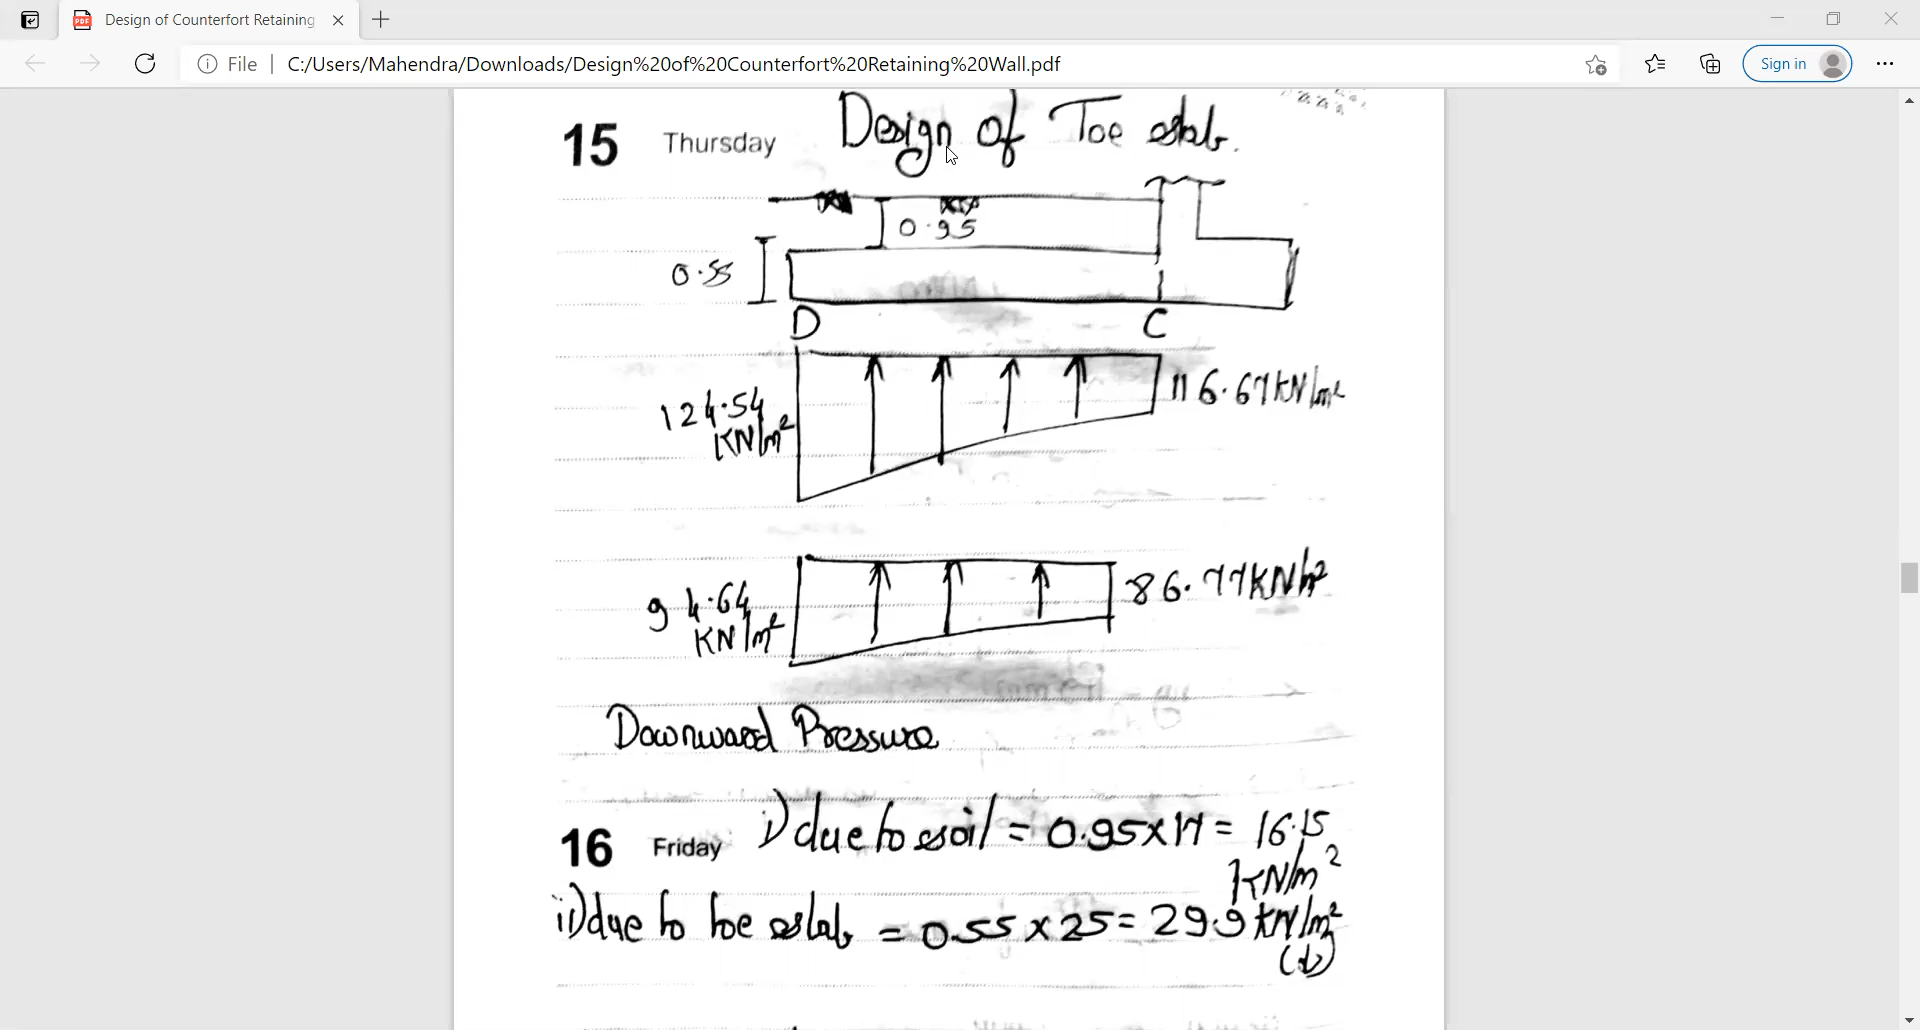 Design of Counterfort Retaining
File
C:/Users/Mahendra/Downloads/Design%20of%20Counterfort%20Retaining%20Wall.pdf
Sign in
15 Thursday Design of Toe slab.
0.95
0.55
D C
124.54 KN/m²
116.67 KN/m²
94.64 KN/m²
86.77 KN/m²
Downward Pressure
16 Friday i) due to soil = 0.95 x 17 = 16.15 KN/m²
ii) due to toe slab = 0.55 x 25 = 29.9 KN/m²
(↓)